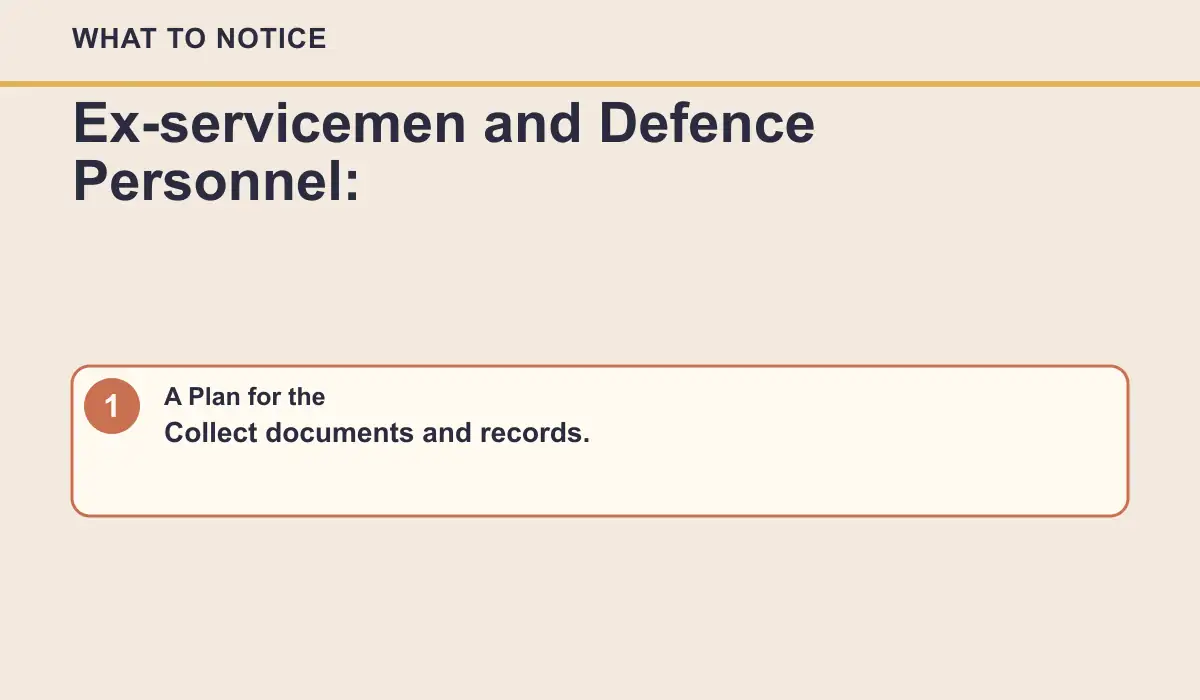 WHAT TO NOTICE
Ex-servicemen and Defence
Personnel:
1
A Plan for the
Collect documents and records.